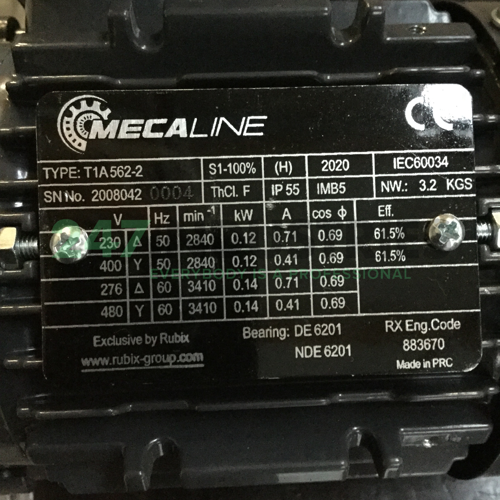 MECALINE
CE
TYPE: T1A 562-2 S1-100% (H) 2020 IEC60034
SN No. 2008042 0004 ThCl. F IP 55 IMB5 NW.: 3.2 KGS
V Hz min⁻¹ kW A cos ϕ Eff.
230 Δ 50 2840 0.12 0.71 0.69 61.5%
400 Y 50 2840 0.12 0.41 0.69 61.5%
EVERYBODY IS A PROFESSIONAL
276 Δ 60 3410 0.14 0.71 0.69
480 Y 60 3410 0.14 0.41 0.69
Exclusive by Rubix Bearing: DE 6201 RX Eng.Code
www.rubix-group.com NDE 6201 883670
Made in PRC